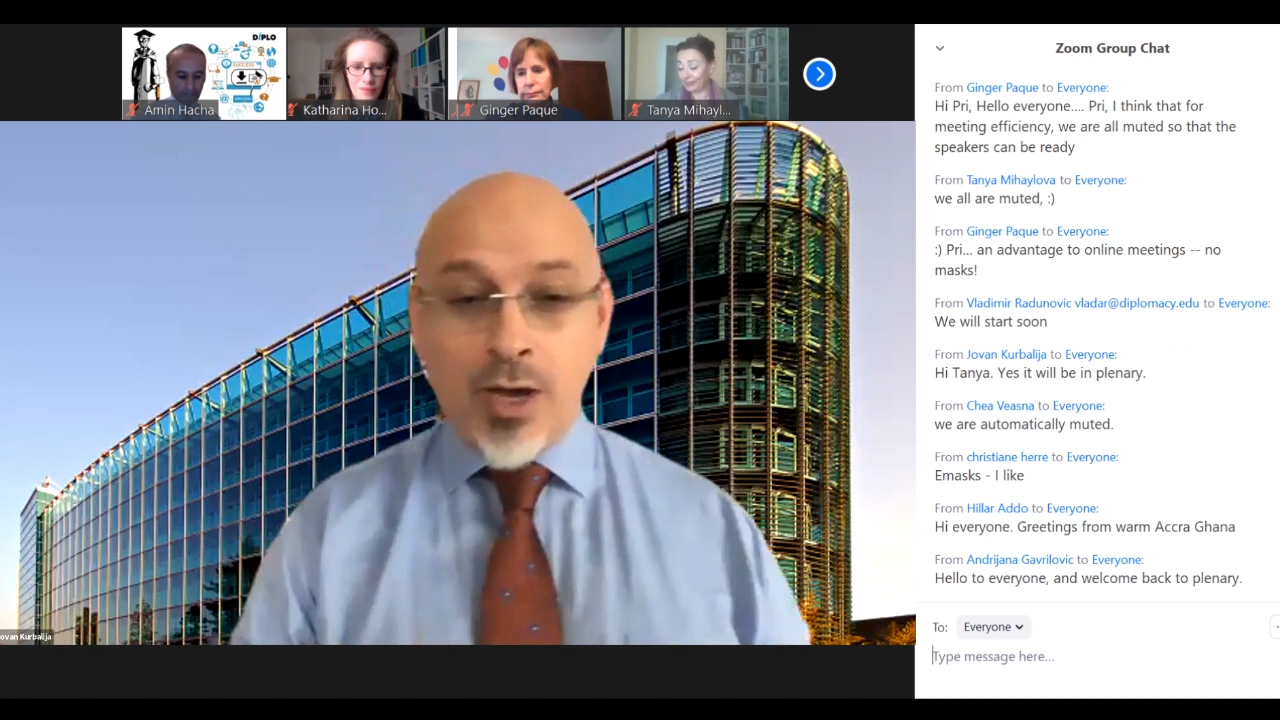 DiPLO
SUCCESS
Amin Hacha
Katharina Ho...
Ginger Paque
Tanya Mihayl...
ovan Kurbalija
Zoom Group Chat
From Ginger Paque to Everyone:
Hi Pri, Hello everyone.... Pri, I think that for
meeting efficiency, we are all muted so that the
speakers can be ready
From Tanya Mihaylova to Everyone:
we all are muted, :)
From Ginger Paque to Everyone:
:) Pri... an advantage to online meetings -- no
masks!
From Vladimir Radunovic vladar@diplomacy.edu to Everyone:
We will start soon
From Jovan Kurbalija to Everyone:
Hi Tanya. Yes it will be in plenary.
From Chea Veasna to Everyone:
we are automatically muted.
From christiane herre to Everyone:
Emasks - I like
From Hillar Addo to Everyone:
Hi everyone. Greetings from warm Accra Ghana
From Andrijana Gavrilovic to Everyone:
Hello to everyone, and welcome back to plenary.
To: Everyone
Type message here...